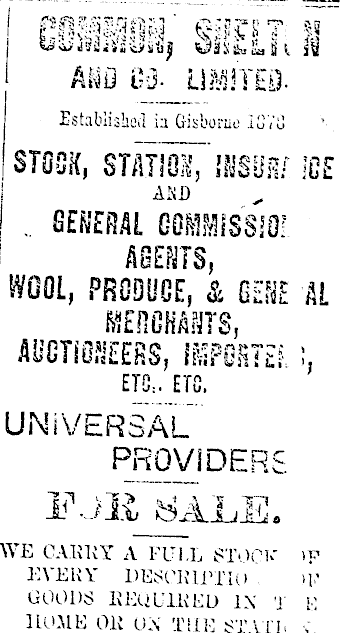 COMMON, SHELTON
AND CO. LIMITED.
Established in Gisborne 1878
STOCK, STATION, INSURANCE
AND
GENERAL COMMISSION
AGENTS,
WOOL, PRODUCE, & GENERAL
MERCHANTS,
AUCTIONEERS, IMPORTERS,
ETC., ETC.
UNIVERSAL
PROVIDERS
FOR SALE.
WE CARRY A FULL STOCK OF
EVERY DESCRIPTION OF
GOODS REQUIRED IN THE
HOME OR ON THE STATION.